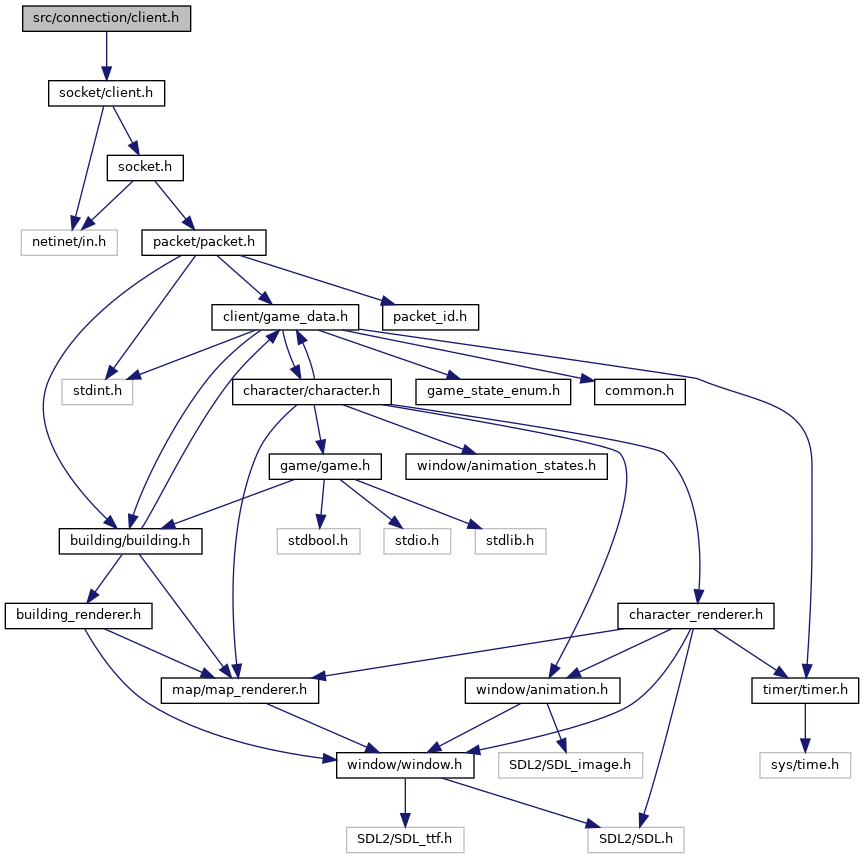 src/connection/client.h
socket/client.h
socket.h
netinet/in.h
packet/packet.h
client/game_data.h
packet_id.h
stdint.h
character/character.h
game_state_enum.h
common.h
game/game.h
window/animation_states.h
building/building.h
stdbool.h
stdio.h
stdlib.h
building_renderer.h
character_renderer.h
map/map_renderer.h
window/animation.h
timer/timer.h
window/window.h
SDL2/SDL_image.h
sys/time.h
SDL2/SDL_ttf.h
SDL2/SDL.h